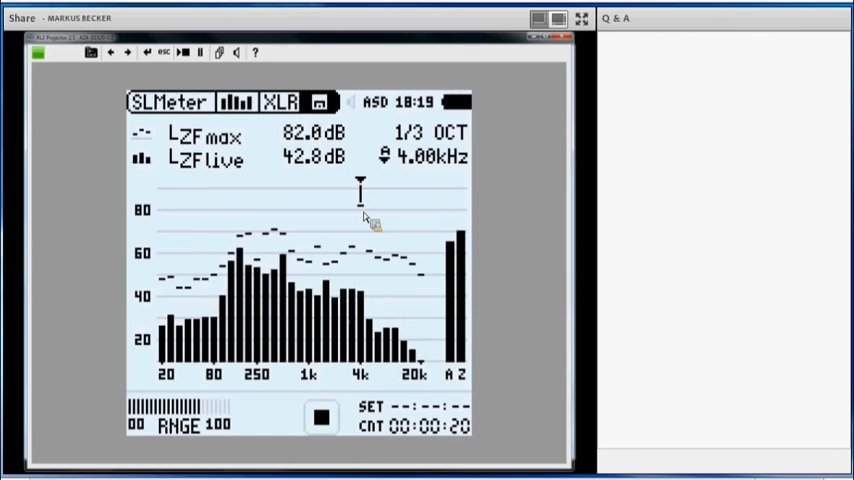 Share - MARKUS BECKER
Q & A
esc
?
SLMeter XLR ASD 18:19
LZFmax 82.0dB 1/3 OCT
LZFlive 42.8dB 4.00kHz
80
60
40
20
20 80 250 1k 4k 20k A Z
SET --:--:--
00 RNGE 100 CNT 00:00:20